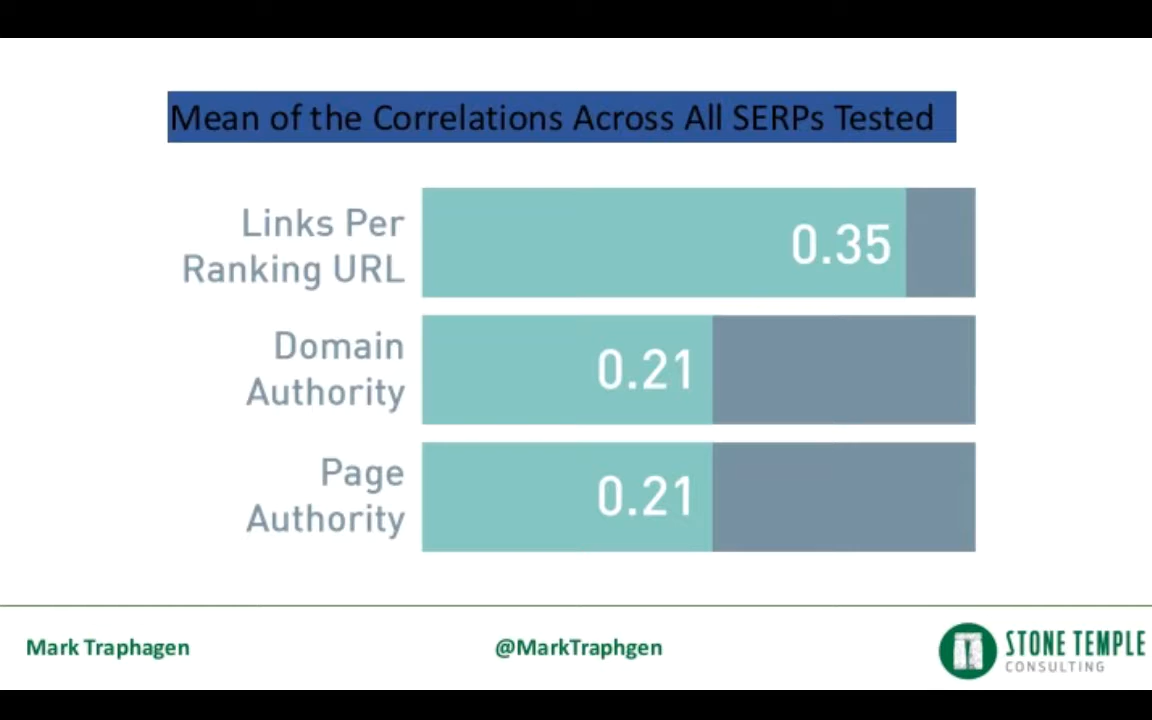 Mean of the Correlations Across All SERPs Tested
Links Per
Ranking URL
0.35
Domain
Authority
0.21
Page
Authority
0.21
Mark Traphagen
@MarkTraphgen
STONE TEMPLE
CONSULTING